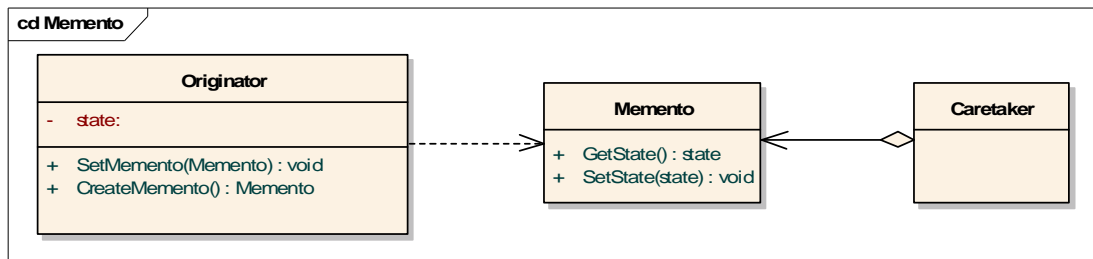 cd Memento
Originator
- state:
+ SetMemento(Memento) : void
+ CreateMemento() : Memento
Memento
+ GetState() : state
+ SetState(state) : void
Caretaker